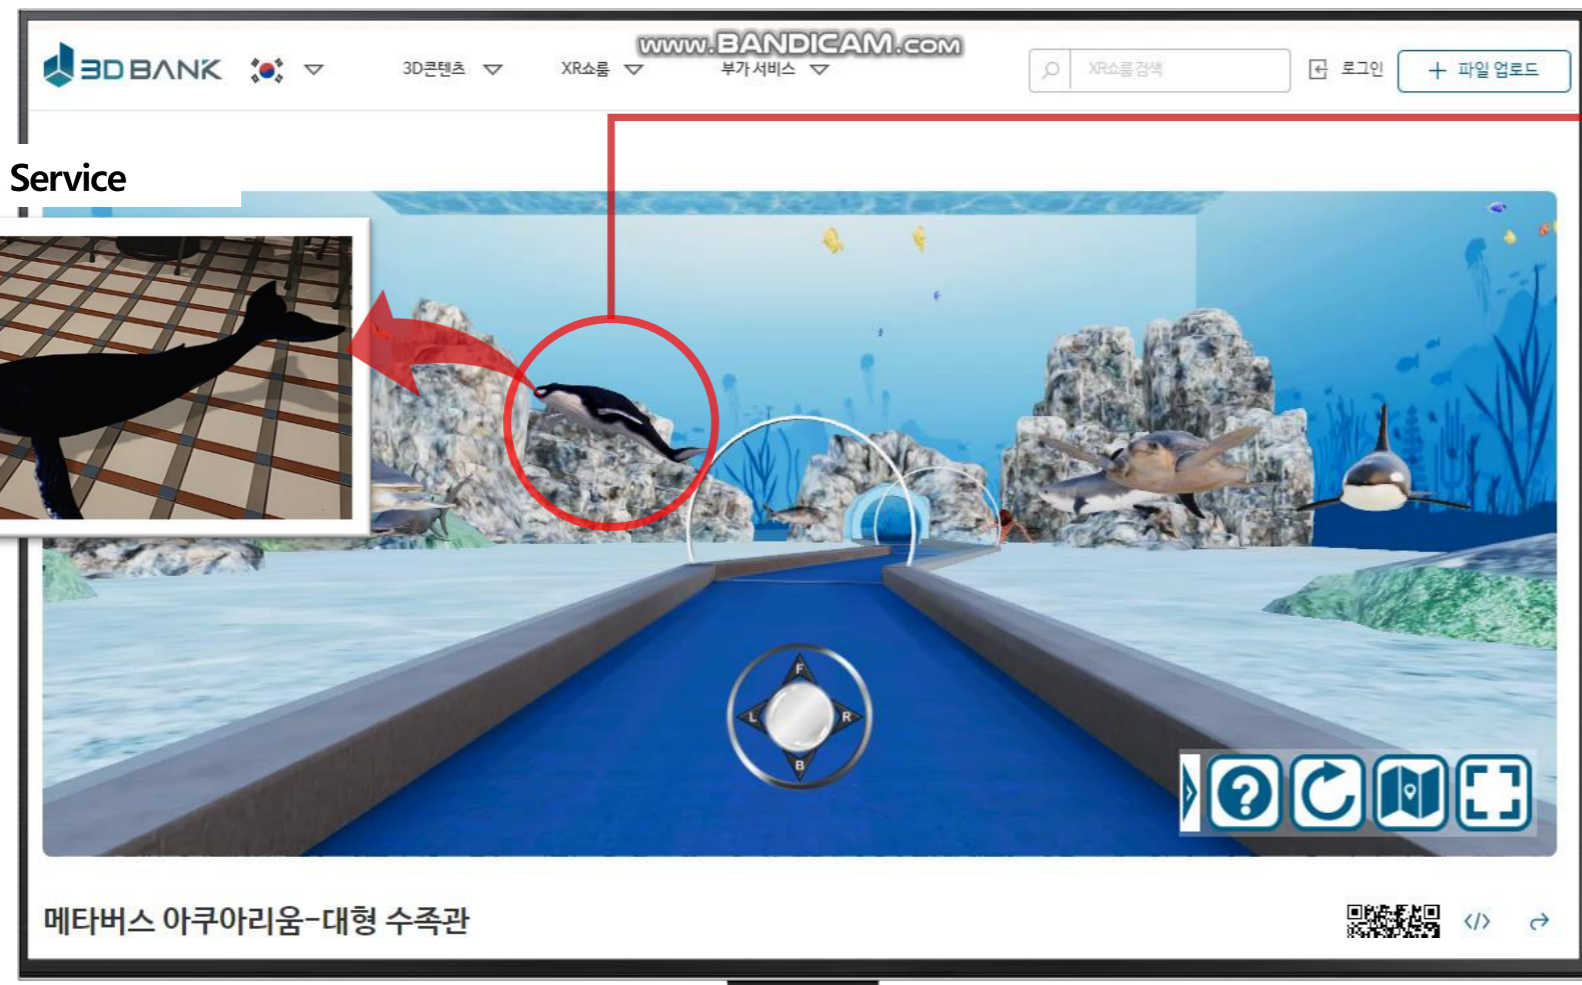 www.BANDICAM.com
3DBANK
3D콘텐츠
XR쇼룸
부가 서비스
XR쇼룸 검색
로그인
+ 파일 업로드
Service
F
L
R
B
?
메타버스 아쿠아리움-대형 수족관
</>